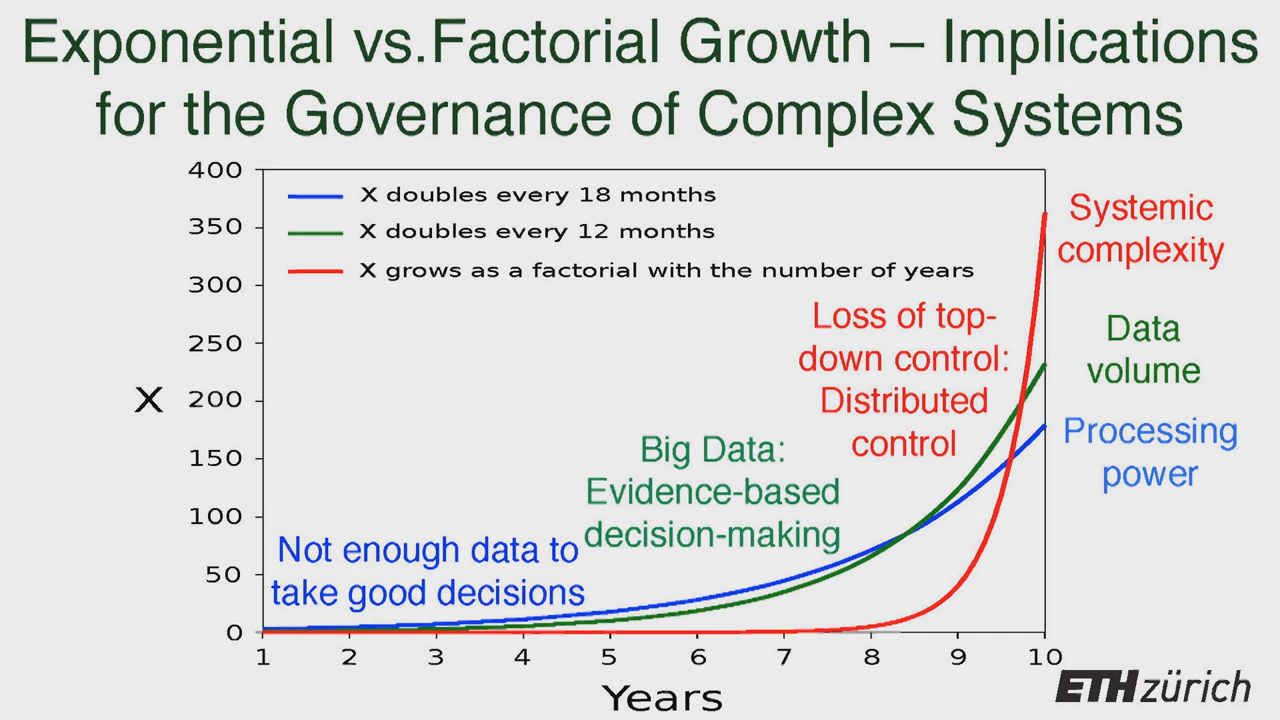 Exponential vs.Factorial Growth – Implications
for the Governance of Complex Systems
400
350
300
250
200
150
100
50
0
X
X doubles every 18 months
X doubles every 12 months
X grows as a factorial with the number of years
Systemic
complexity
Loss of top-
down control:
Distributed
control
Data
volume
Processing
power
Big Data:
Evidence-based
decision-making
Not enough data to
take good decisions
1 2 3 4 5 6 7 8 9 10
Years
ETH zürich